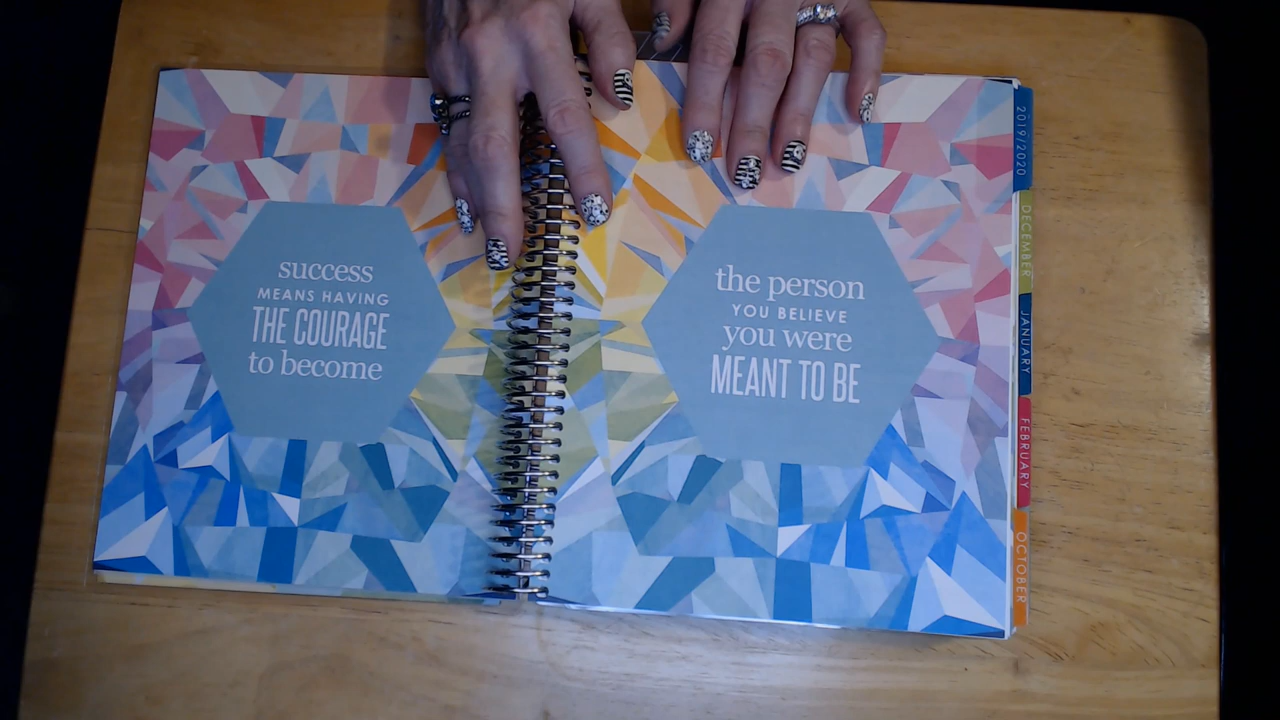 success
MEANS HAVING
THE COURAGE
to become
the person
YOU BELIEVE
you were
MEANT TO BE
2019/2020
DECEMBER
JANUARY
FEBRUARY
OCTOBER